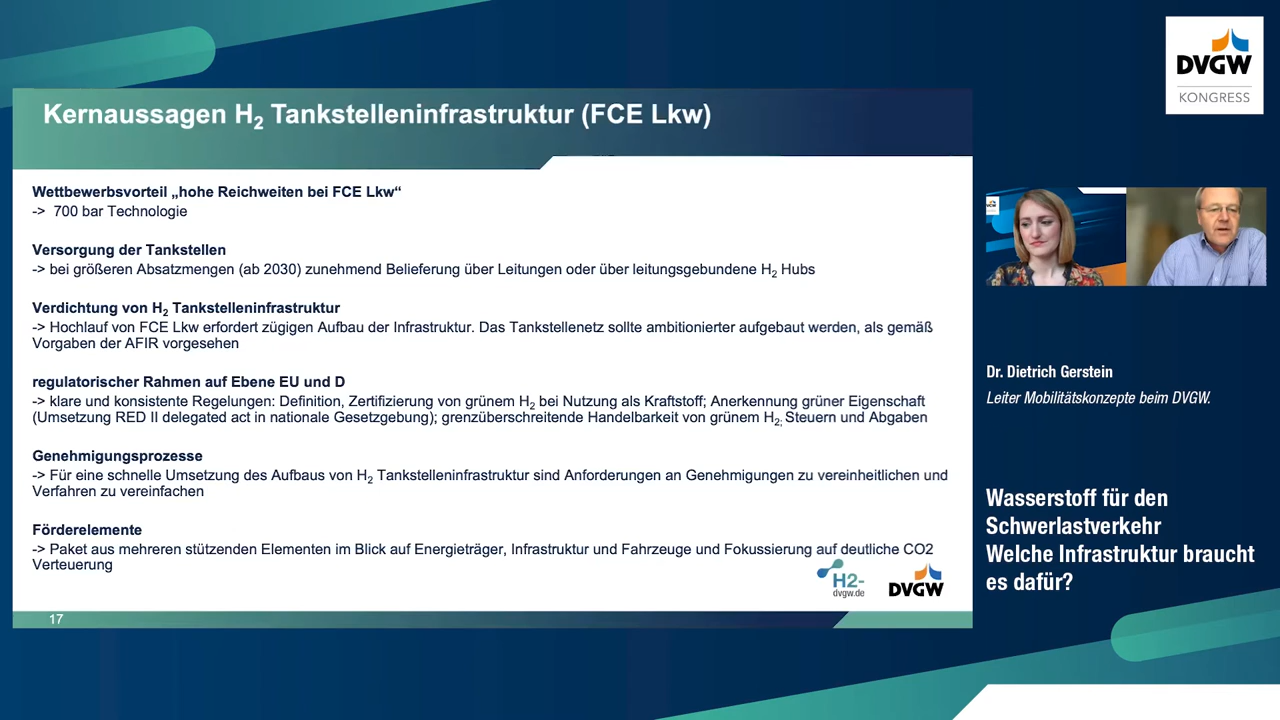 DVGW
KONGRESS
Kernaussagen H2 Tankstelleninfrastruktur (FCE Lkw)
Wettbewerbsvorteil „hohe Reichweiten bei FCE Lkw“
-> 700 bar Technologie
Versorgung der Tankstellen
-> bei größeren Absatzmengen (ab 2030) zunehmend Belieferung über Leitungen oder über leitungsgebundene H2 Hubs
Verdichtung von H2 Tankstelleninfrastruktur
-> Hochlauf von FCE Lkw erfordert zügigen Aufbau der Infrastruktur. Das Tankstellenetz sollte ambitionierter aufgebaut werden, als gemäß
Vorgaben der AFIR vorgesehen
regulatorischer Rahmen auf Ebene EU und D
-> klare und konsistente Regelungen: Definition, Zertifizierung von grünem H2 bei Nutzung als Kraftstoff; Anerkennung grüner Eigenschaft
(Umsetzung RED II delegated act in nationale Gesetzgebung); grenzüberschreitende Handelbarkeit von grünem H2; Steuern und Abgaben
Genehmigungsprozesse
-> Für eine schnelle Umsetzung des Aufbaus von H2 Tankstelleninfrastruktur sind Anforderungen an Genehmigungen zu vereinheitlichen und
Verfahren zu vereinfachen
Förderelemente
-> Paket aus mehreren stützenden Elementen im Blick auf Energieträger, Infrastruktur und Fahrzeuge und Fokussierung auf deutliche CO2
Verteuerung
H2-
dvgw.de
DVGW
17
DVGW
Dr. Dietrich Gerstein
Leiter Mobilitätskonzepte beim DVGW.
Wasserstoff für den
Schwerlastverkehr
Welche Infrastruktur braucht
es dafür?